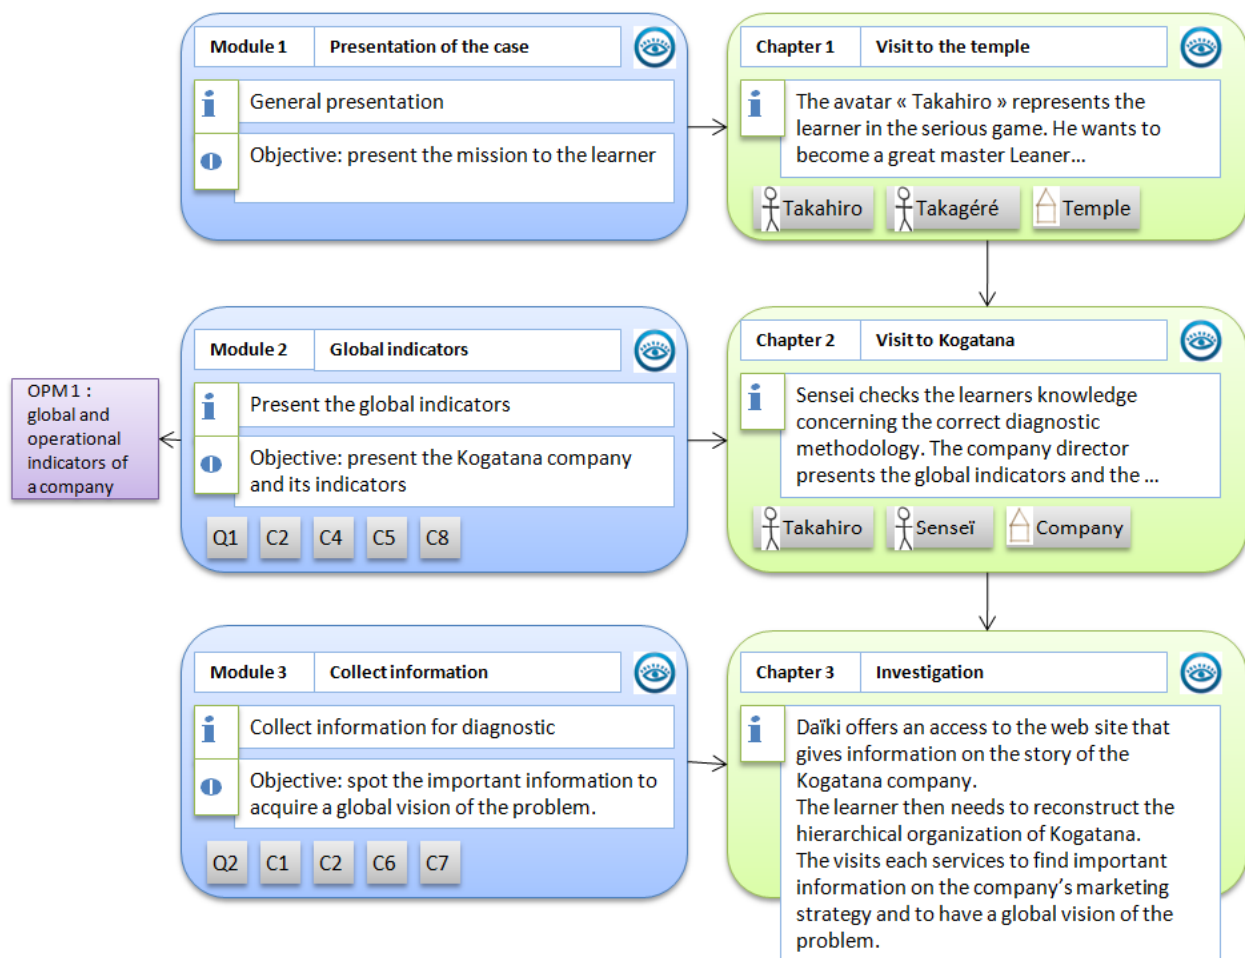 Module 1 Presentation of the case
General presentation
Objective: present the mission to the learner
Chapter 1 Visit to the temple
The avatar « Takahiro » represents the
learner in the serious game. He wants to
become a great master Leaner...
Takahiro Takagéré Temple
OPM 1 :
global and
operational
indicators of
a company
Module 2 Global indicators
Present the global indicators
Objective: present the Kogatana company
and its indicators
Q1 C2 C4 C5 C8
Chapter 2 Visit to Kogatana
Sensei checks the learners knowledge
concerning the correct diagnostic
methodology. The company director
presents the global indicators and the ...
Takahiro Senseï Company
Module 3 Collect information
Collect information for diagnostic
Objective: spot the important information to
acquire a global vision of the problem.
Q2 C1 C2 C6 C7
Chapter 3 Investigation
Daïki offers an access to the web site that
gives information on the story of the
Kogatana company.
The learner then needs to reconstruct the
hierarchical organization of Kogatana.
The visits each services to find important
information on the company's marketing
strategy and to have a global vision of the
problem.